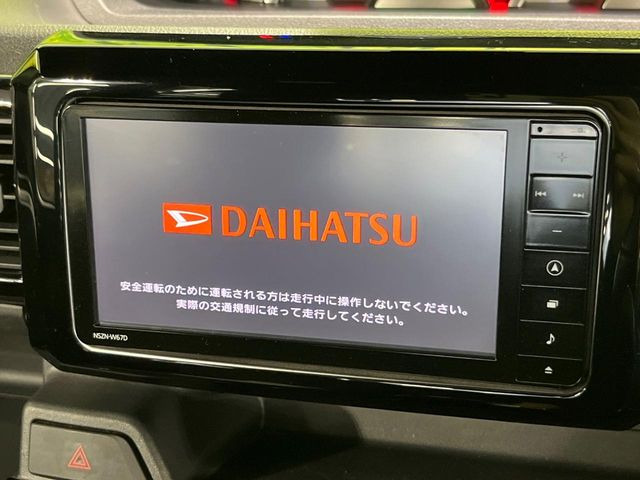 DAIHATSU
安全運転のために運転される方は走行中に操作しないでください。
実際の交通規制に従って走行してください。
NSZN-W67D